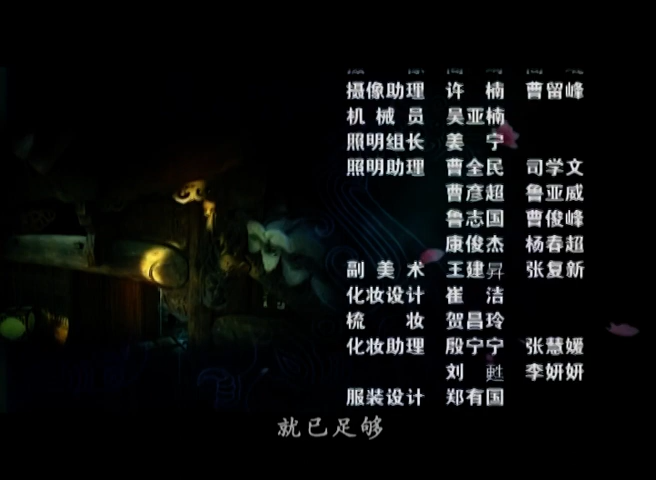 摄像助理 许 楠 曹留峰
机 械 员 吴亚楠
照明组长 姜 宁
照明助理 曹全民 司学文
曹彦超 鲁亚威
鲁志国 曹俊峰
康俊杰 杨春超
副 美 术 王建昇 张复新
化妆设计 崔 洁
梳 妆 贺昌玲
化妆助理 殷宁宁 张慧媛
刘 甦 李妍妍
服装设计 郑有国
就已足够